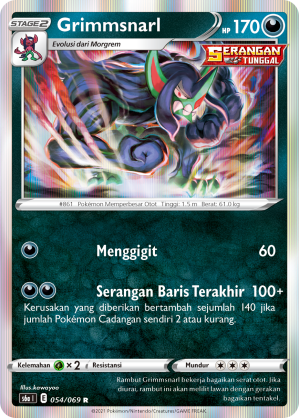 STAGE 2 Grimmsnarl HP 170
Evolusi dari Morgrem
SERANGAN
TUNGGAL
#861 Pokémon Memperbesar Otot Tinggi: 1.5 m Berat: 61.0 kg
Menggigit 60
Serangan Baris Terakhir 100+
Kerusakan yang diberikan bertambah sejumlah 140 jika
jumlah Pokémon Cadangan sendiri 2 atau kurang.
Kelemahan ×2 Resistansi Mundur
Illus. kawayoo
E 054/069 R
Rambut Grimmsnarl bekerja bagaikan serat otot. Jika
diurai, rambut ini akan melilit lawan dengan gerakan
bagaikan tentakel.
©2021 Pokémon/Nintendo/Creatures/GAME FREAK.